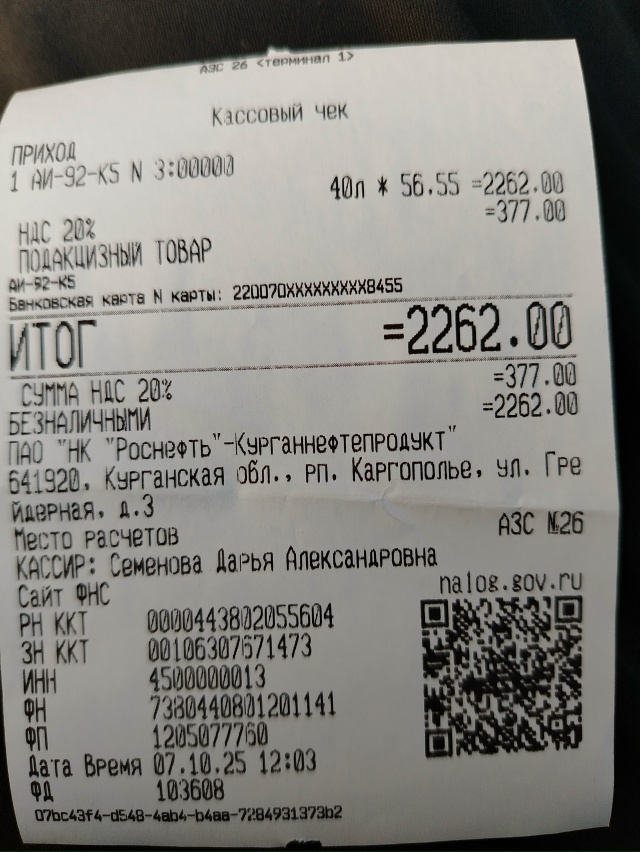 АЗС 26 <терминал 1>
Кассовый чек
ПРИХОД
1 АИ-92-К5 N 3:00000
40л * 56.55 =2262.00
=377.00
НДС 20%
ПОДАКЦИЗНЫЙ ТОВАР
АИ-92-К5
Банковская карта N карты: 220070XXXXXXXXX8455
ИТОГ =2262.00
СУММА НДС 20% =377.00
БЕЗНАЛИЧНЫМИ =2262.00
ПАО "НК "Роснефть"-Курганнефтепродукт"
641920, Курганская обл., рп. Каргополье, ул. Гре
йдерная, д.3
Место расчетов АЗС №26
КАССИР: Семенова Дарья Александровна
Сайт ФНС nalog.gov.ru
РН ККТ 0000443802055604
ЗН ККТ 00106307671473
ИНН 4500000013
ФН 7380440801201141
ФП 1205077760
Дата Время 07.10.25 12:03
ФД 103608
07bc43f4-d548-4ab4-b4aa-7284931373b2